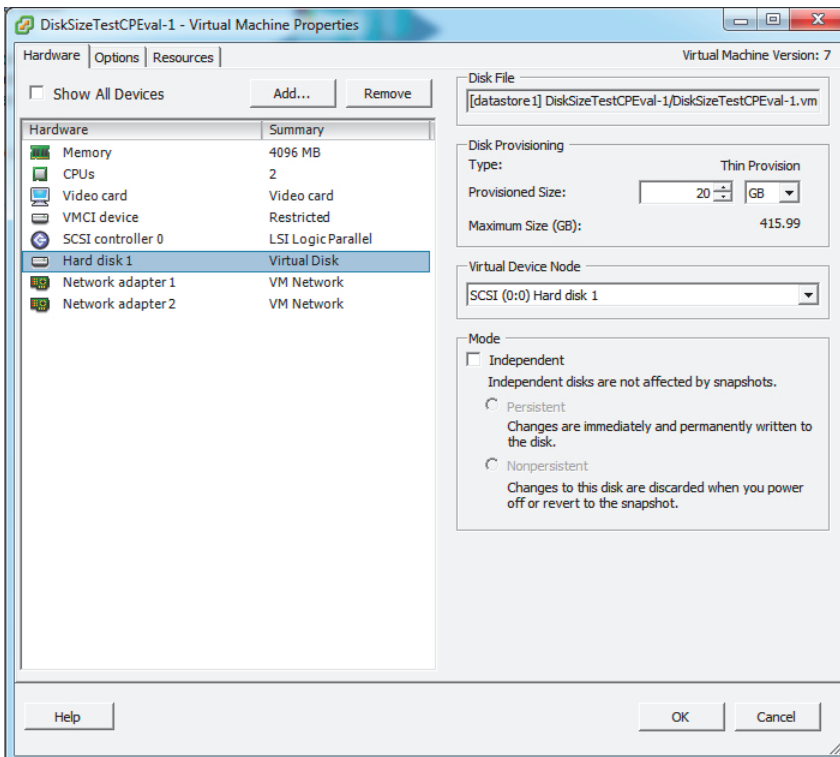 DiskSizeTestCPEval-1 - Virtual Machine Properties
Hardware Options Resources
Virtual Machine Version: 7
Show All Devices
Add...
Remove
Hardware Summary
Memory 4096 MB
CPUs 2
Video card Video card
VMCI device Restricted
SCSI controller 0 LSI Logic Parallel
Hard disk 1 Virtual Disk
Network adapter 1 VM Network
Network adapter 2 VM Network
Disk File
[datastore1] DiskSizeTestCPEval-1/DiskSizeTestCPEval-1.vm
Disk Provisioning
Type: Thin Provision
Provisioned Size: 20 GB
Maximum Size (GB): 415.99
Virtual Device Node
SCSI (0:0) Hard disk 1
Mode
Independent
Independent disks are not affected by snapshots.
Persistent
Changes are immediately and permanently written to
the disk.
Nonpersistent
Changes to this disk are discarded when you power
off or revert to the snapshot.
Help
OK
Cancel